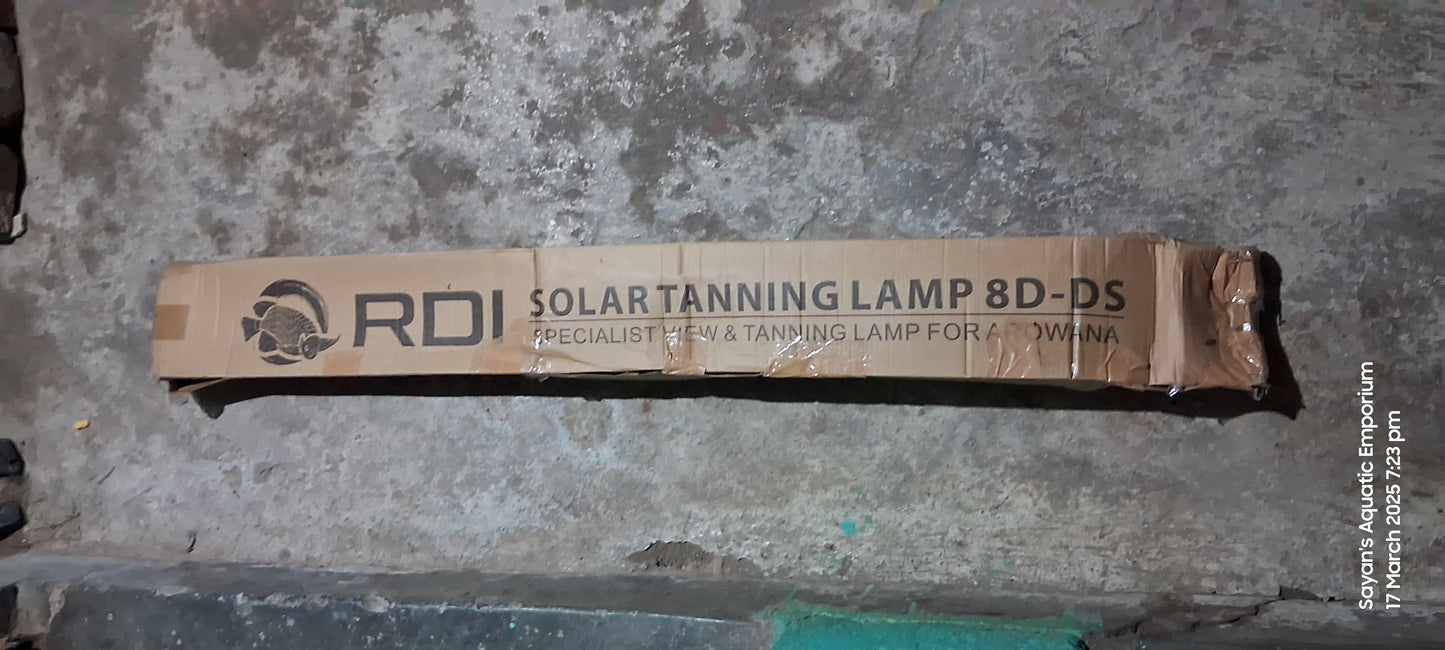 RDI
SOLAR TANNING LAMP 8D-DS
SPECIALIST VIEW & TANNING LAMP FOR AROWANA
Sayan's Aquatic Emporium
17 March 2025 7:23 pm